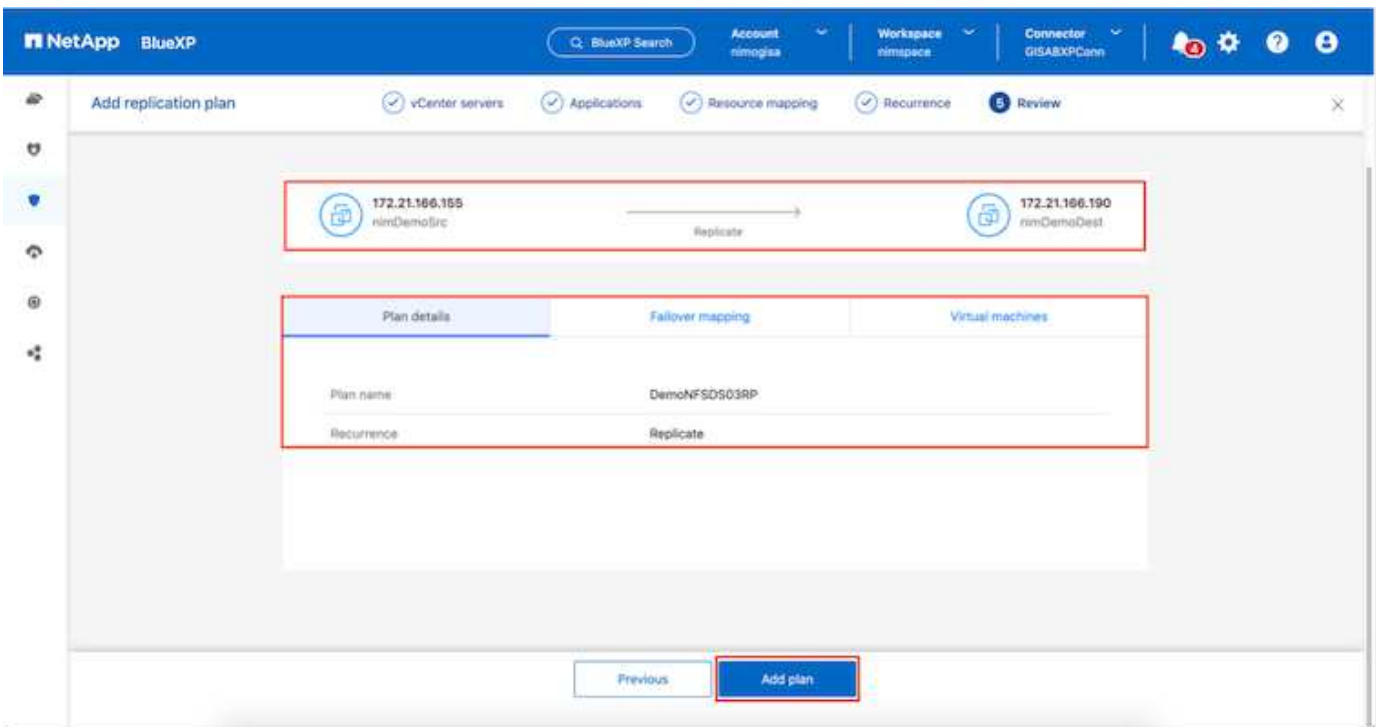 NetApp BlueXP
BlueXP Search
Account
nimogisa
Workspace
nimspace
Connector
GISABXPConn
4
Add replication plan
vCenter servers
Applications
Resource mapping
Recurrence
5 Review
172.21.166.155
nimDemoSrc
Replicate
172.21.166.190
nimDemoDest
Plan details
Failover mapping
Virtual machines
Plan name
DemoNFSDS03RP
Recurrence
Replicate
Previous
Add plan